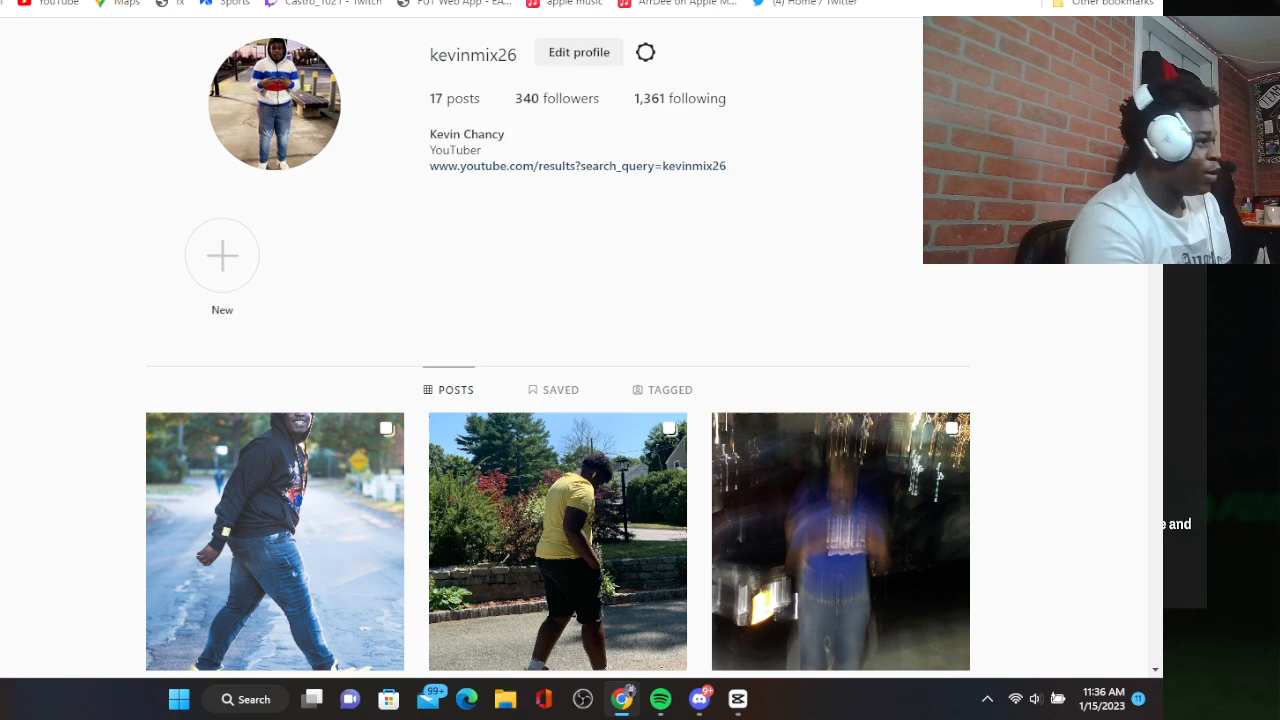 YouTube Maps Sports Castro_1021 - Twitch FUT Web App - EA... apple music ArrDee on Apple M... (4) Home / Twitter Other bookmarks
kevinmix26 Edit profile
17 posts 340 followers 1,361 following
Kevin Chancy
YouTuber
www.youtube.com/results?search_query=kevinmix26
New
POSTS SAVED TAGGED
e and
Search 99+ 9+ 11:36 AM
1/15/2023 11